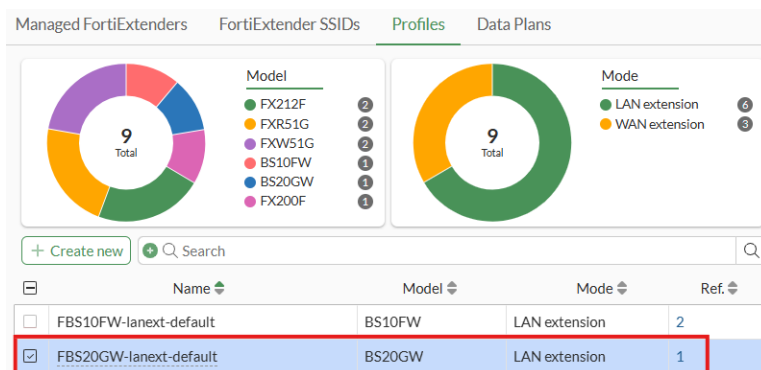 Managed FortiExtenders FortiExtender SSIDs Profiles Data Plans
Model
FX212F 2
FXR51G 2
FXW51G 2
BS10FW 1
BS20GW 1
FX200F 1
9
Total
Mode
LAN extension 6
WAN extension 3
9
Total
+ Create new Search
Name Model Mode Ref.
FBS10FW-lanext-default BS10FW LAN extension 2
FBS20GW-lanext-default BS20GW LAN extension 1